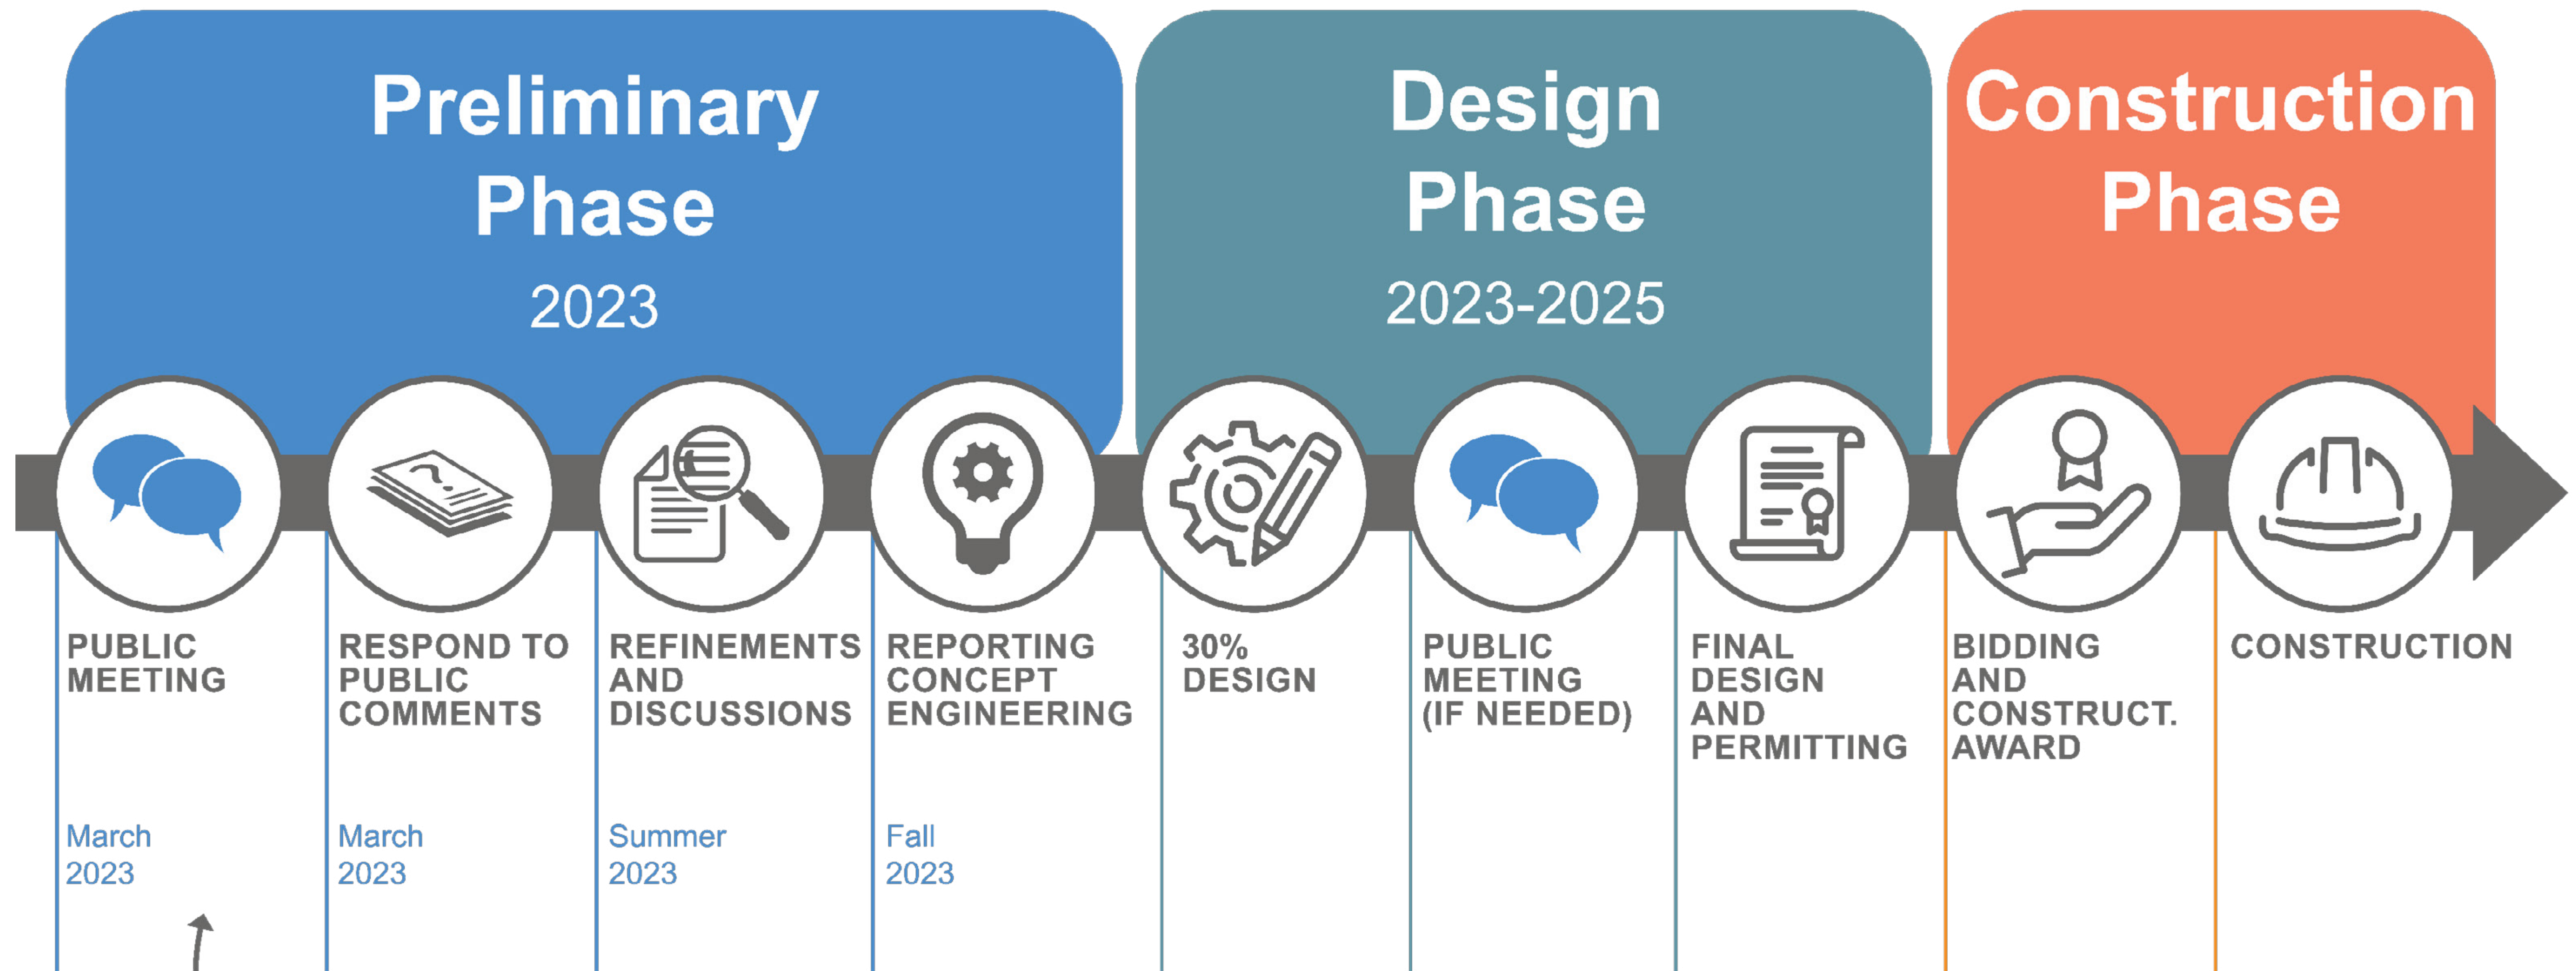 Preliminary
Phase
2023
Design
Phase
2023-2025
Construction
Phase
PUBLIC
MEETING
March
2023
RESPOND TO
PUBLIC
COMMENTS
March
2023
REFINEMENTS
AND
DISCUSSIONS
Summer
2023
REPORTING
CONCEPT
ENGINEERING
Fall
2023
30%
DESIGN
PUBLIC
MEETING
(IF NEEDED)
FINAL
DESIGN
AND
PERMITTING
BIDDING
AND
CONSTRUCT.
AWARD
CONSTRUCTION
?